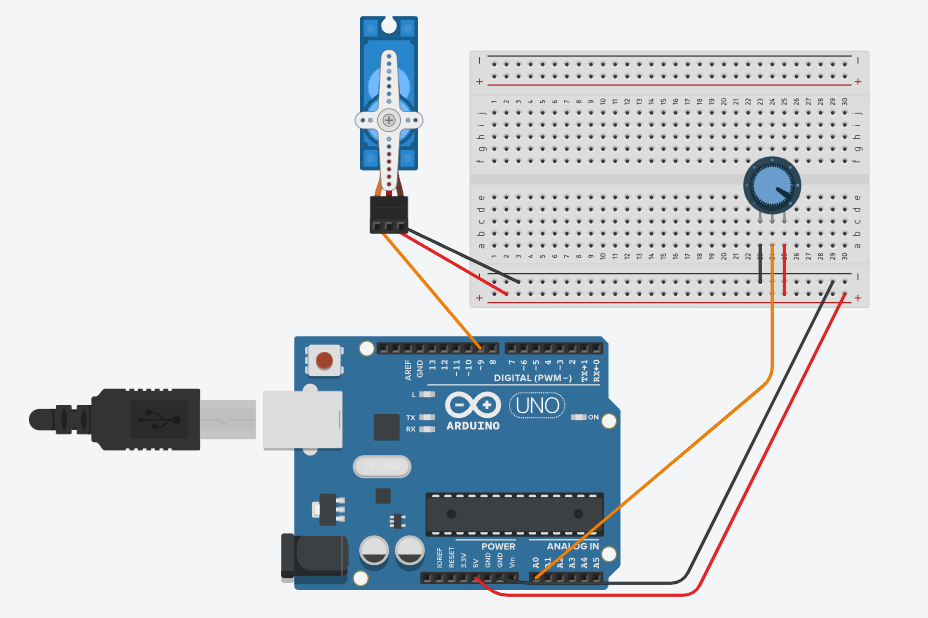 − −
+ +
1 2 3 4 5 6 7 8 9 10 11 12 13 14 15 16 17 18 19 20 21 22 23 24 25 26 27 28 29 30
j j
i i
h h
g g
f f
e e
d d
c c
b b
a a
1 2 3 4 5 6 7 8 9 10 11 12 13 14 15 16 17 18 19 20 21 22 23 25 26 27 28 29 30
− −
+ +
AREF GND 13 12 ~11 ~10 ~9 8 7 ~6 ~5 4 ~3 2 TX→1 RX←0
DIGITAL (PWM~)
L
TX
RX
UNO
ON
ARDUINO
POWER ANALOG IN
IOREF RESET 3.3V 5V GND GND Vin A0 A1 A2 A3 A4 A5